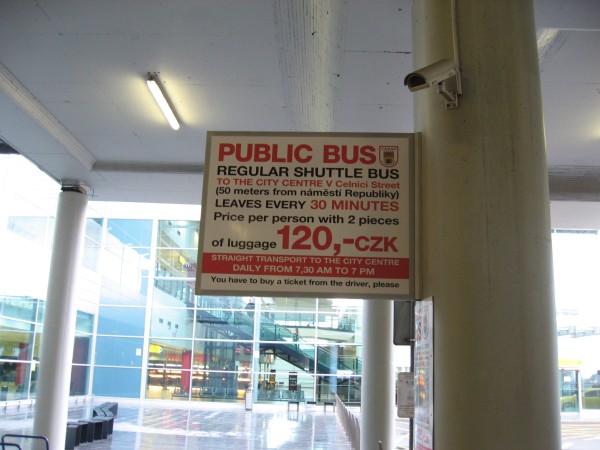 PUBLIC BUS
REGULAR SHUTTLE BUS
TO THE CITY CENTRE V Celnici Street
(50 meters from náměstí Republiky)
LEAVES EVERY 30 MINUTES
Price per person with 2 pieces
of luggage 120,-CZK
STRAIGHT TRANSPORT TO THE CITY CENTRE
DAILY FROM 7,30 AM TO 7 PM
You have to buy a ticket from the driver, please